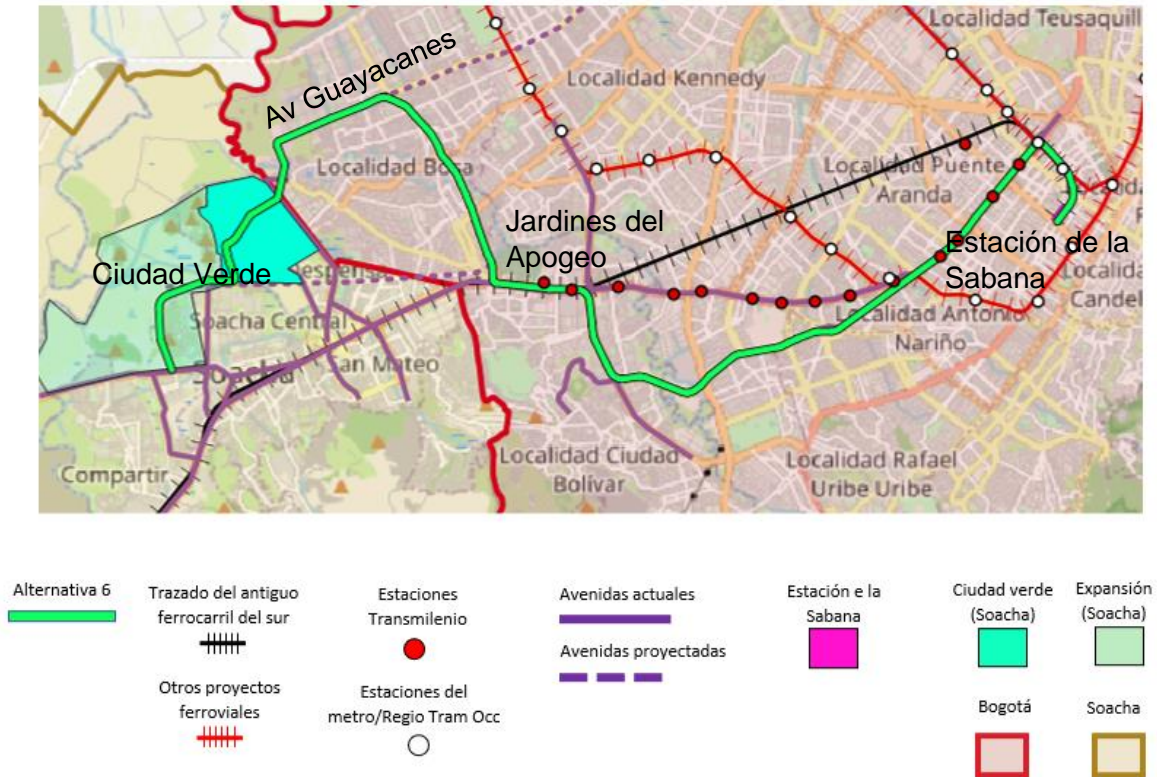 Localidad Teusaquill
Av Guayacanes
Localidad Kennedy
Localidad Bosa
Localidad Puente
Aranda
Jardines del
Apogeo
Estación de la
Sabana
Ciudad Verde
Despensa
Localida
Candel
Soacha Central
Localidad Antonio
Nariño
San Mateo
Soacha
Localidad Ciudad
Bolívar
Localidad Rafael
Uribe Uribe
Compartir
Alternativa 6
Trazado del antiguo
ferrocarril del sur
Otros proyectos
ferroviales
Estaciones
Transmilenio
Estaciones del
metro/Regio Tram Occ
Avenidas actuales
Avenidas proyectadas
Estación e la
Sabana
Ciudad verde
(Soacha)
Expansión
(Soacha)
Bogotá
Soacha